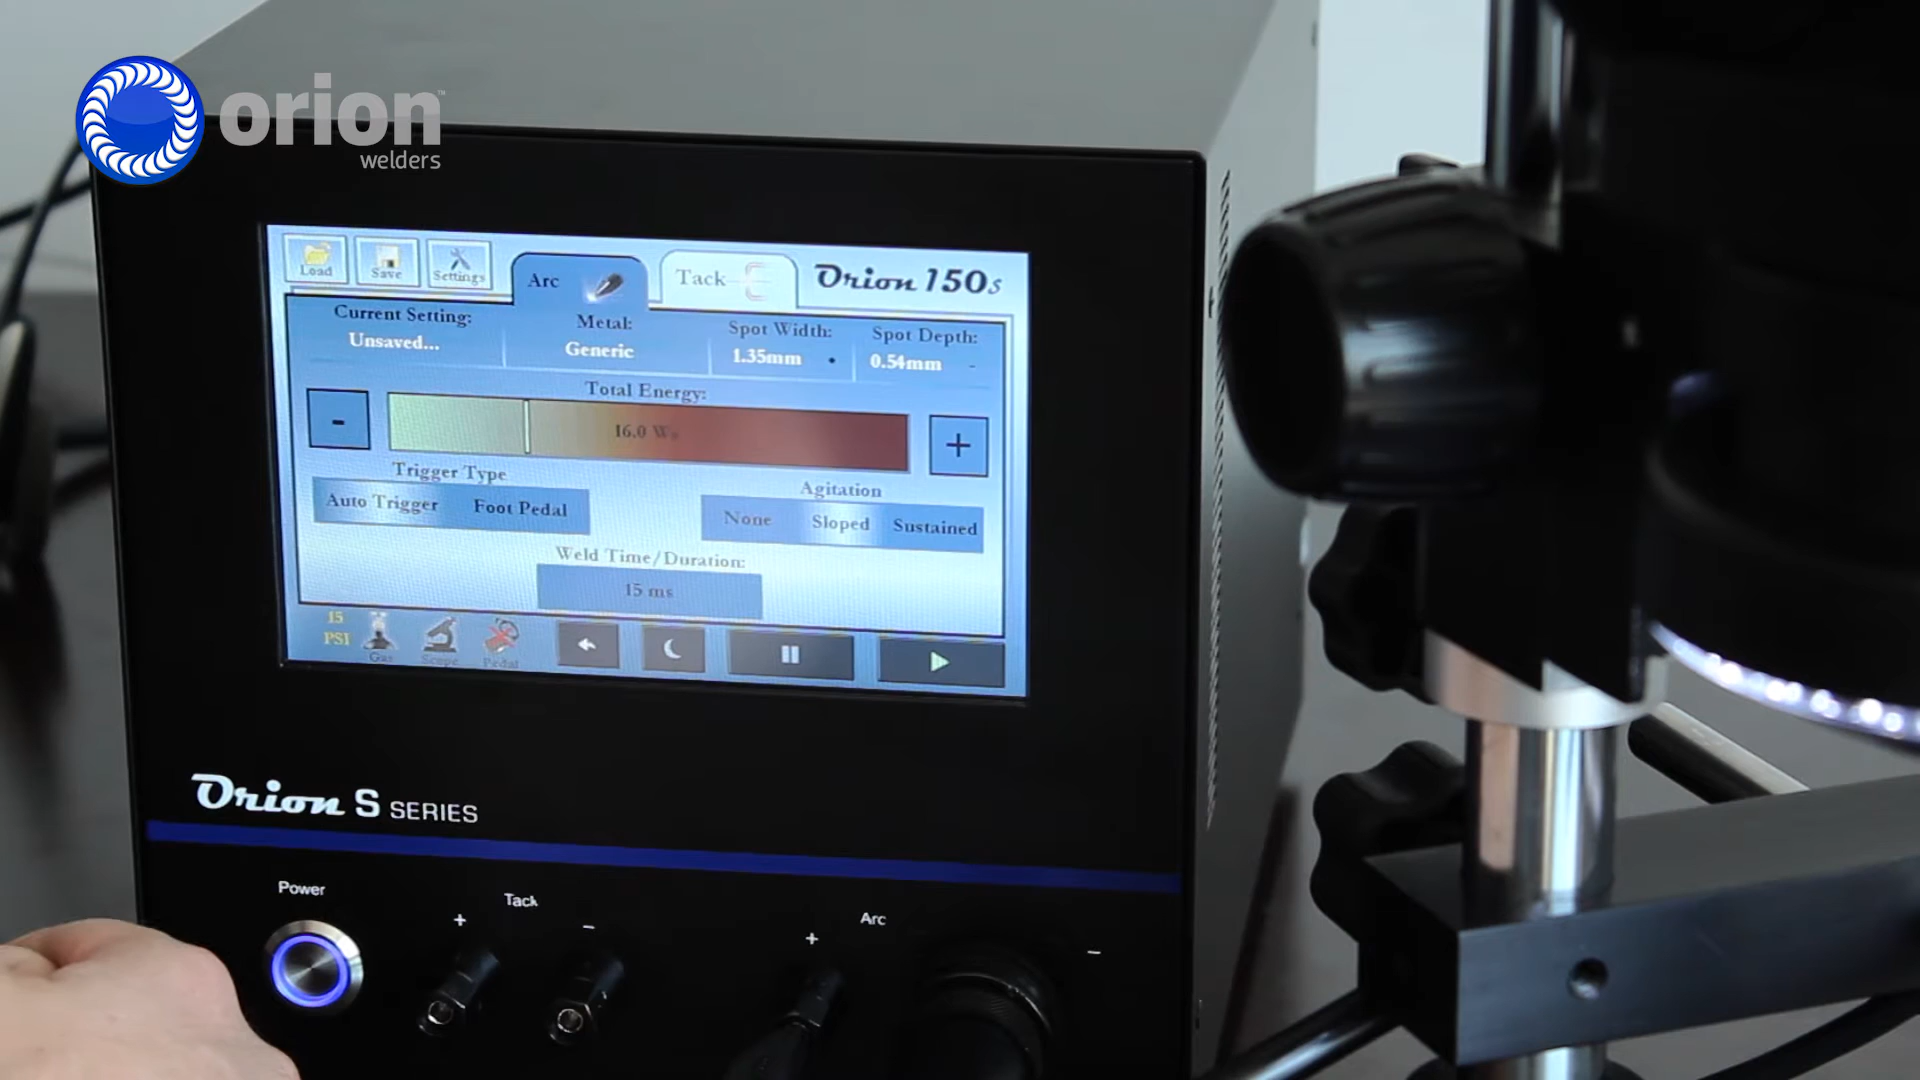 orion™
welders
Load
Save
Settings
Arc
Tack
Orion 150s
Current Setting:
Unsaved...
Metal:
Generic
Spot Width:
1.35mm
Spot Depth:
0.54mm
Total Energy:
-
16.0 Ws
+
Trigger Type
Auto Trigger
Foot Pedal
Agitation
None
Sloped
Sustained
Weld Time/Duration:
15 ms
15
PSI
Gas
Scope
Pedal
Orion S SERIES
Power
Tack
+
-
Arc
+
-